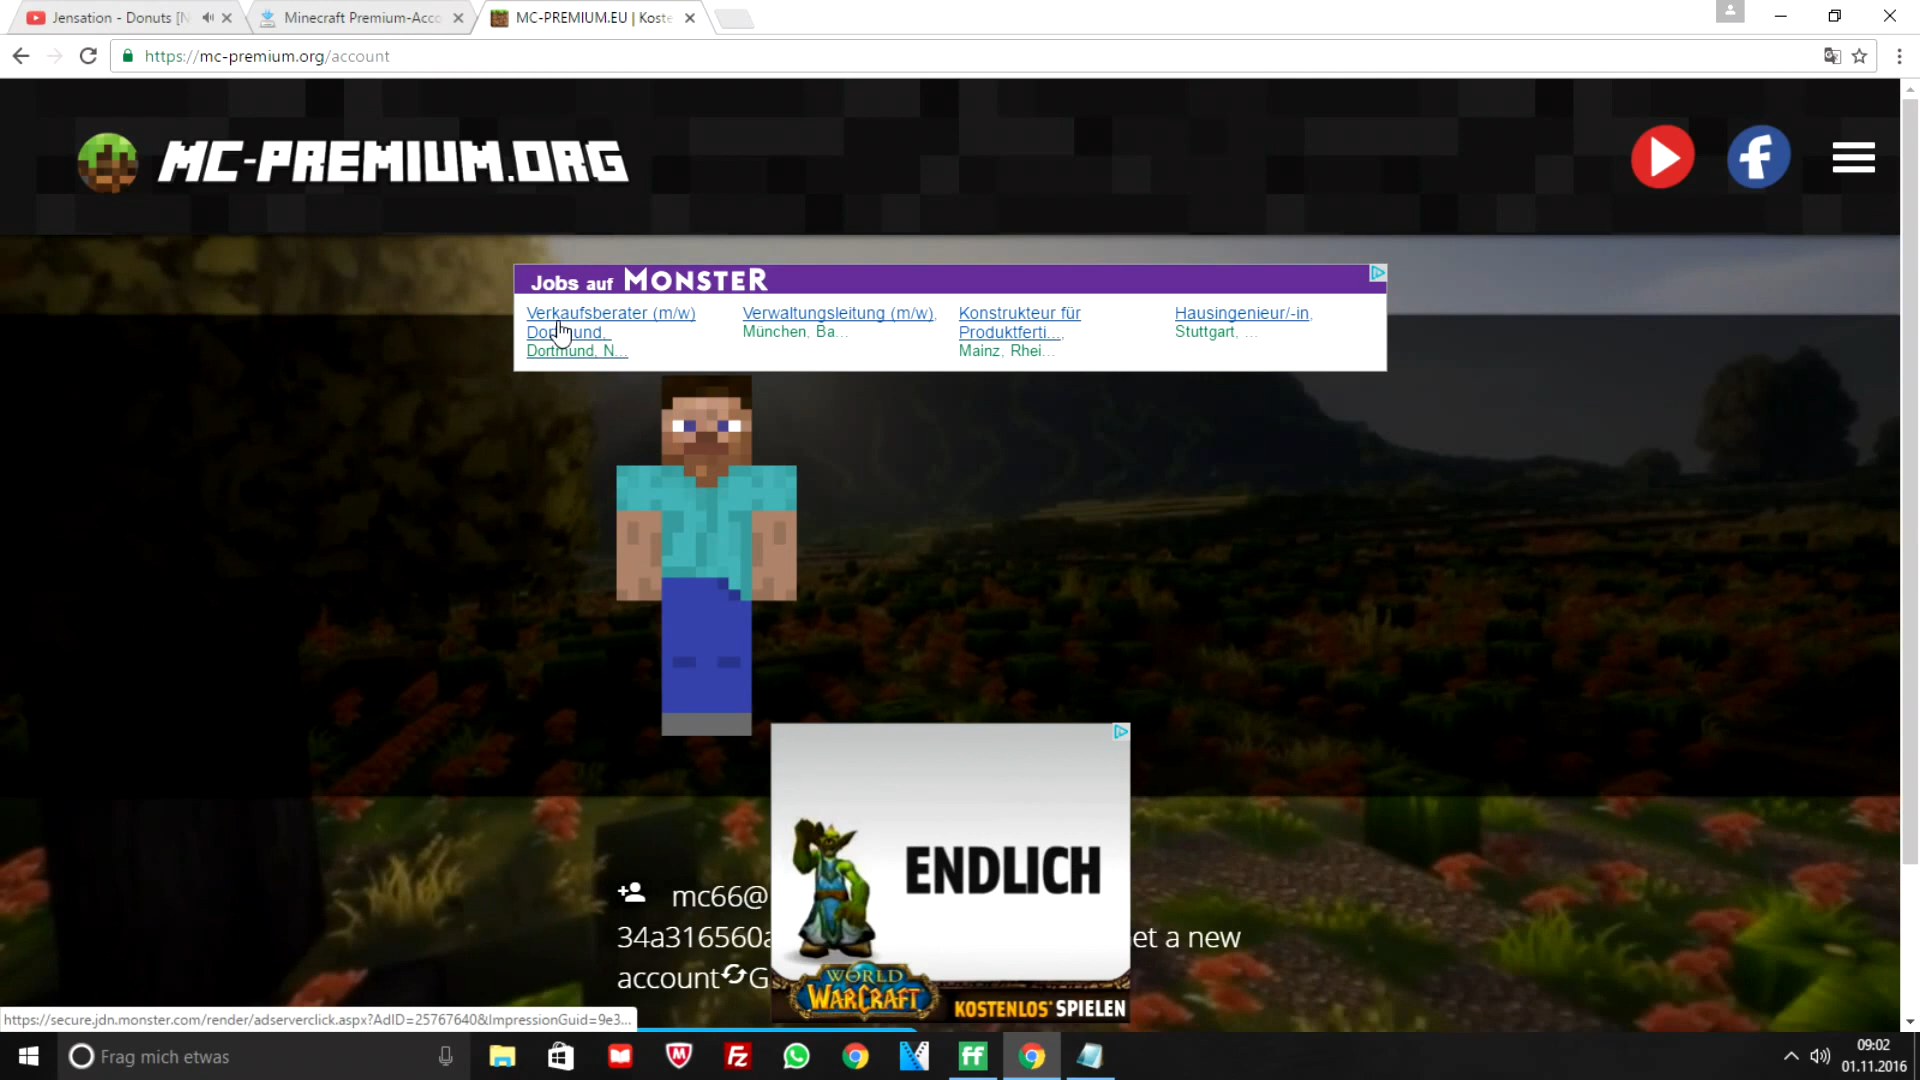 Jensation - Donuts [N
Minecraft Premium-Acco
MC-PREMIUM.EU | Koste
https://mc-premium.org/account
MC-PREMIUM.ORG
Jobs auf MONSTER
Verkaufsberater (m/w)
Dortmund,
Dortmund, N...
Verwaltungsleitung (m/w),
München, Ba...
Konstrukteur für
Produktferti...,
Mainz, Rhei...
Hausingenieur/-in,
Stuttgart, ...
ENDLICH
WORLD
WARCRAFT
KOSTENLOS* SPIELEN
mc66@
34a316560a
et a new
account G
https://secure.jdn.monster.com/render/adserverclick.aspx?AdID=25767640&ImpressionGuid=9e3...
Frag mich etwas
09:02
01.11.2016